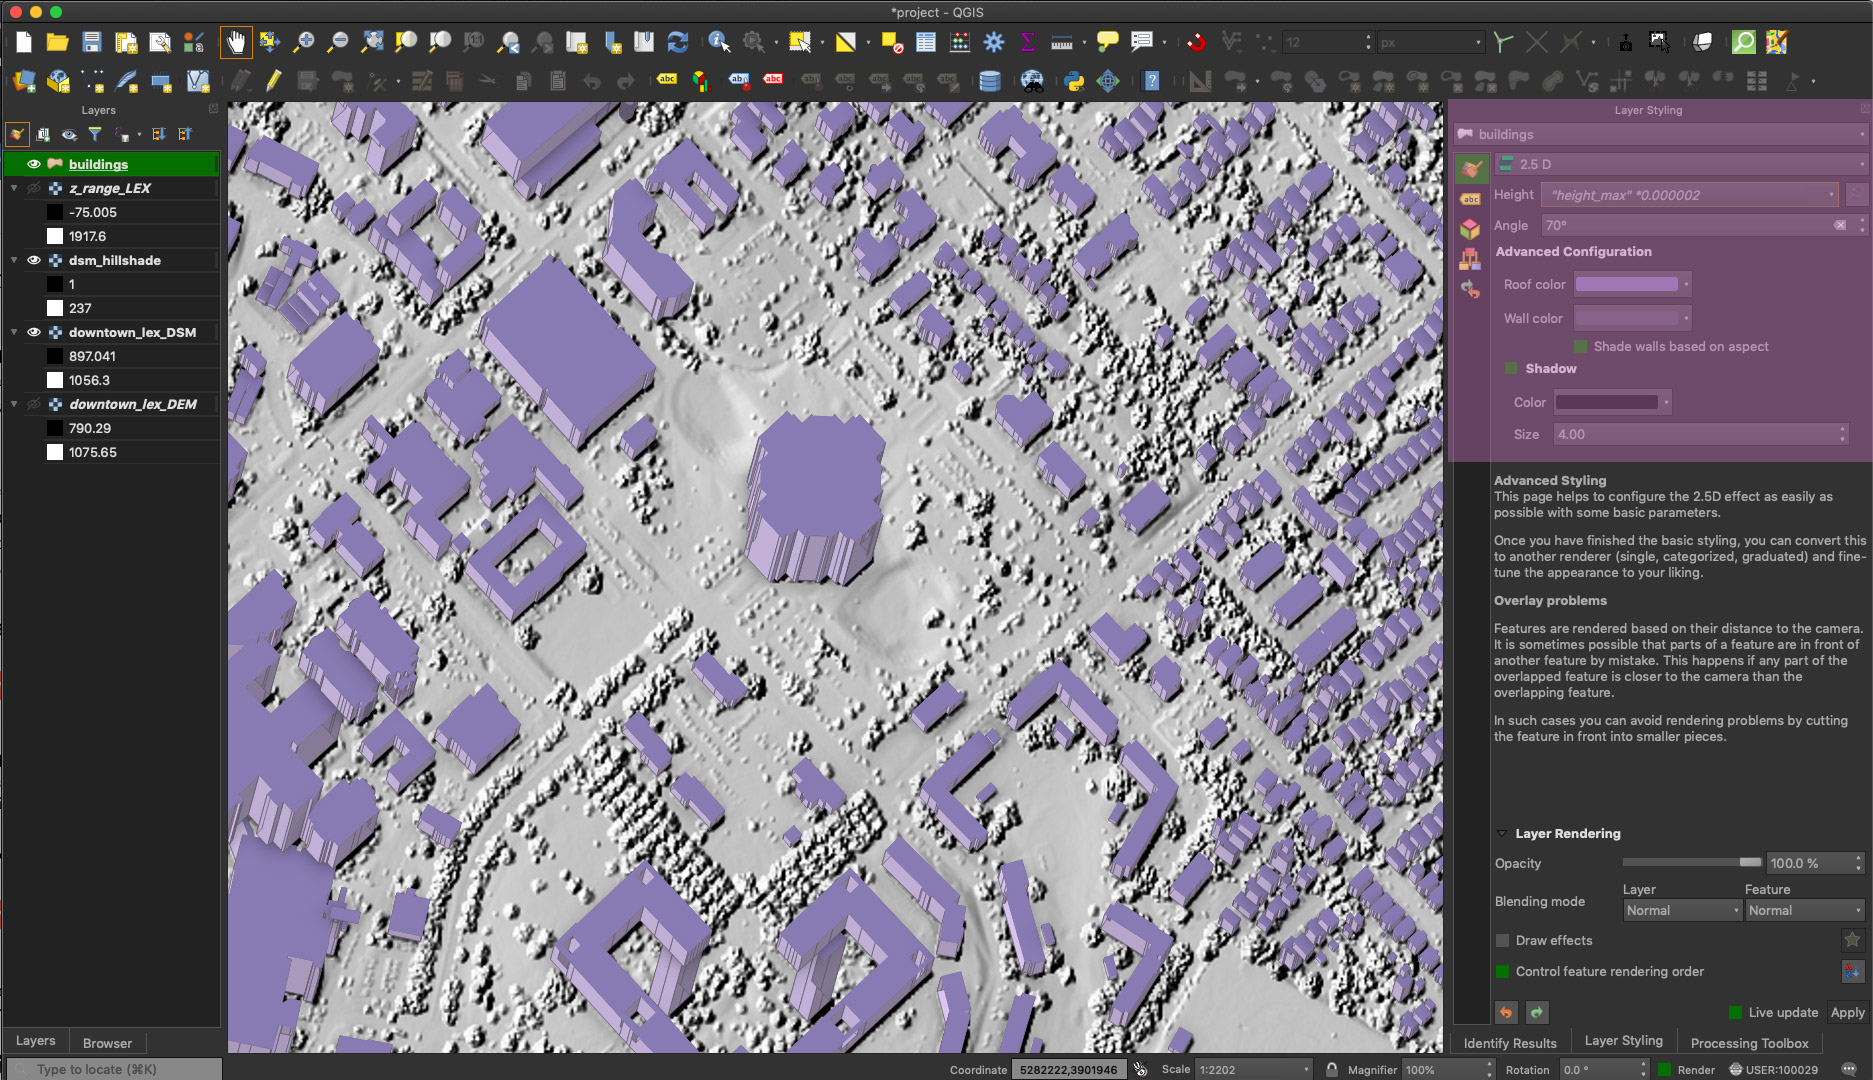 *project - QGIS
12
px
abc
abc
abc
abc
Layers
buildings
z_range_LEX
-75.005
1917.6
dsm_hillshade
1
237
downtown_lex_DSM
897.041
1056.3
downtown_lex_DEM
790.29
1075.65
Layers
Browser
Type to locate (⌘K)
Layer Styling
buildings
2.5 D
abc
Height
"height_max" *0.000002
Angle
70°
Advanced Configuration
Roof color
Wall color
Shade walls based on aspect
Shadow
Color
Size
4.00
Advanced Styling
This page helps to configure the 2.5D effect as easily as
possible with some basic parameters.
Once you have finished the basic styling, you can convert this
to another renderer (single, categorized, graduated) and fine-
tune the appearance to your liking.
Overlay problems
Features are rendered based on their distance to the camera.
It is sometimes possible that parts of a feature are in front of
another feature by mistake. This happens if any part of the
overlapped feature is closer to the camera than the
overlapping feature.
In such cases you can avoid rendering problems by cutting
the feature in front into smaller pieces.
Layer Rendering
Opacity
100.0 %
Layer
Feature
Blending mode
Normal
Normal
Draw effects
Control feature rendering order
Live update
Apply
Identify Results
Layer Styling
Processing Toolbox
Coordinate
5282222,3901946
Scale
1:2202
Magnifier
100%
Rotation
0.0 °
Render
USER:100029